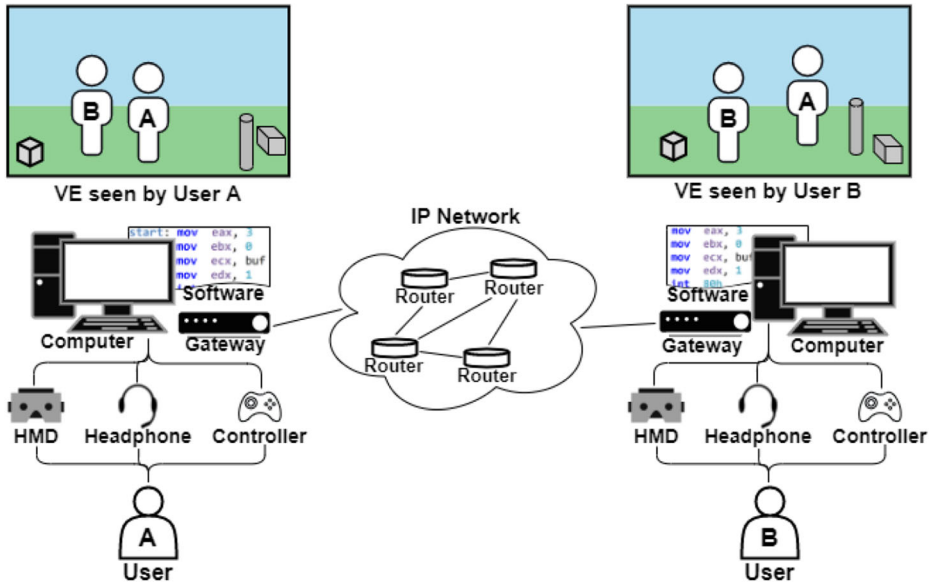 B
A
VE seen by User A
B
A
VE seen by User B
IP Network
start: mov eax, 3
mov ebx, 0
mov ecx, buf
mov edx, 1
Software
Gateway
Computer
Router
Router
Router
Router
mov eax, 3
mov ebx, 0
mov ecx, buf
mov edx, 1
int 80h
Software
Gateway
Computer
HMD
Headphone
Controller
HMD
Headphone
Controller
A
User
B
User